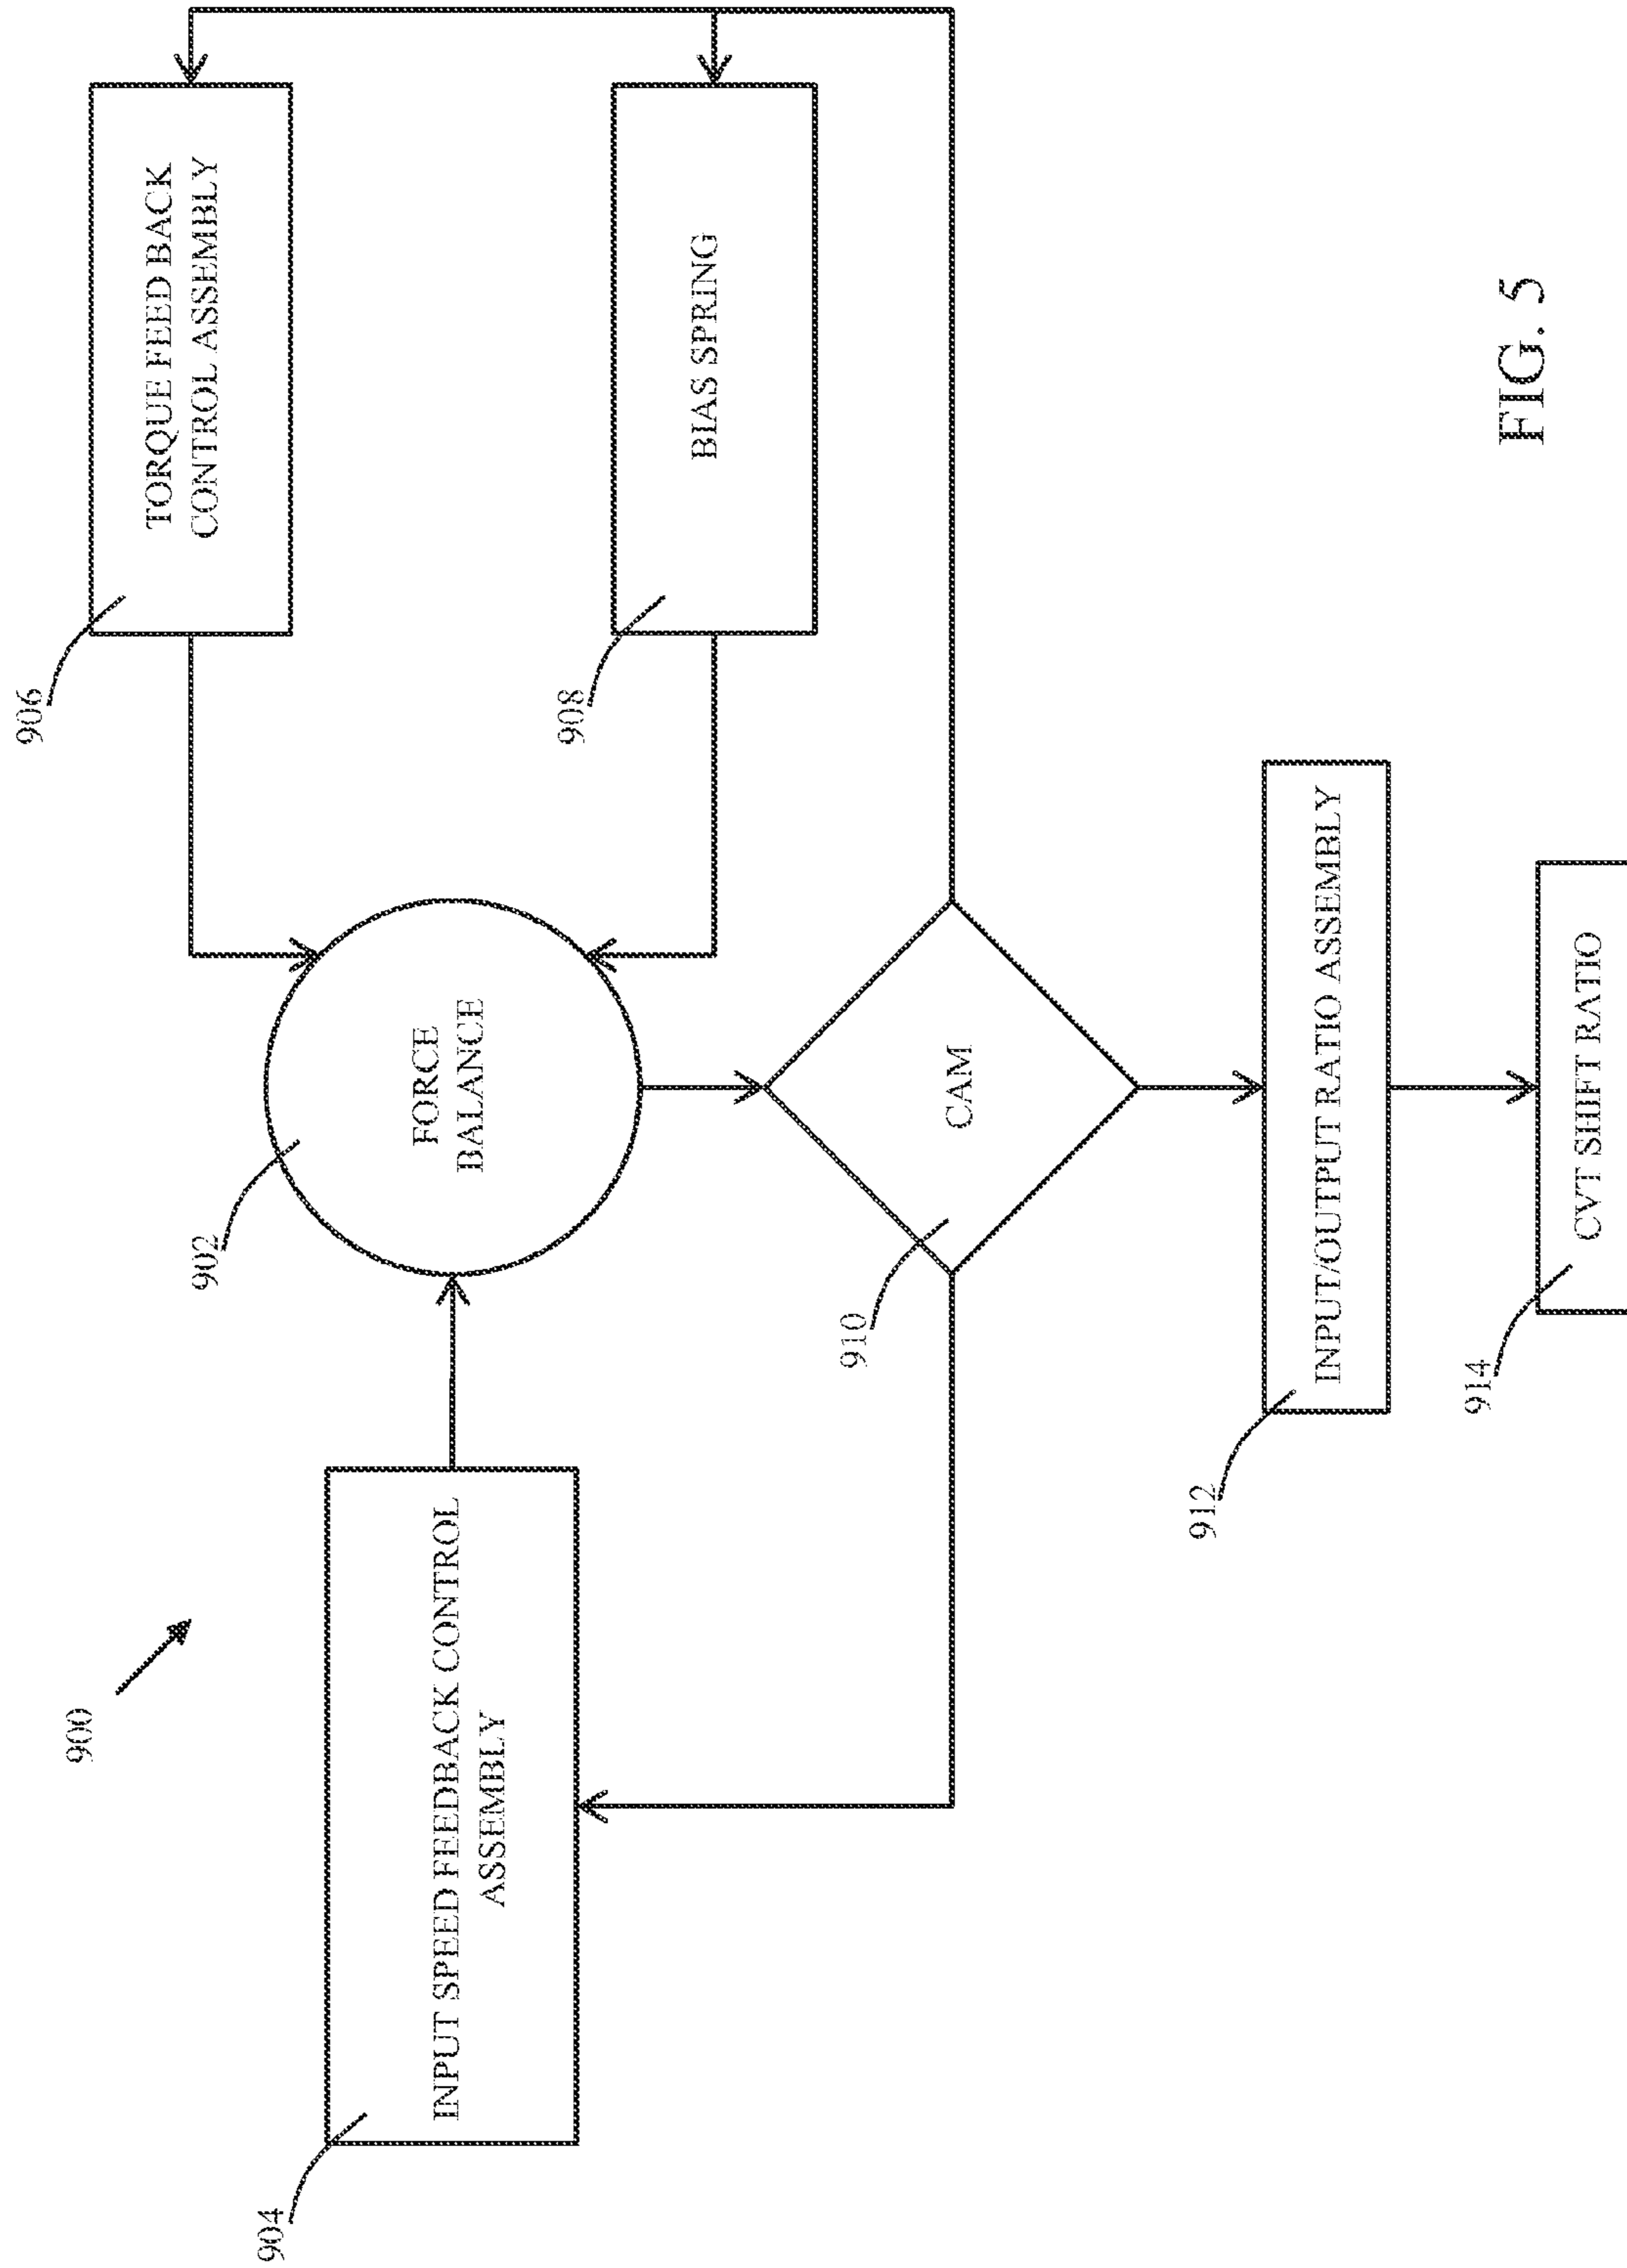 900
904
INPUT SPEED FEEDBACK CONTROL
ASSEMBLY
902
FORCE
BALANCE
906
TORQUE FEED BACK
CONTROL ASSEMBLY
908
BIAS SPRING
910
CAM
912
INPUT/OUTPUT RATIO ASSEMBLY
914
CVT SHIFT RATIO
FIG. 5